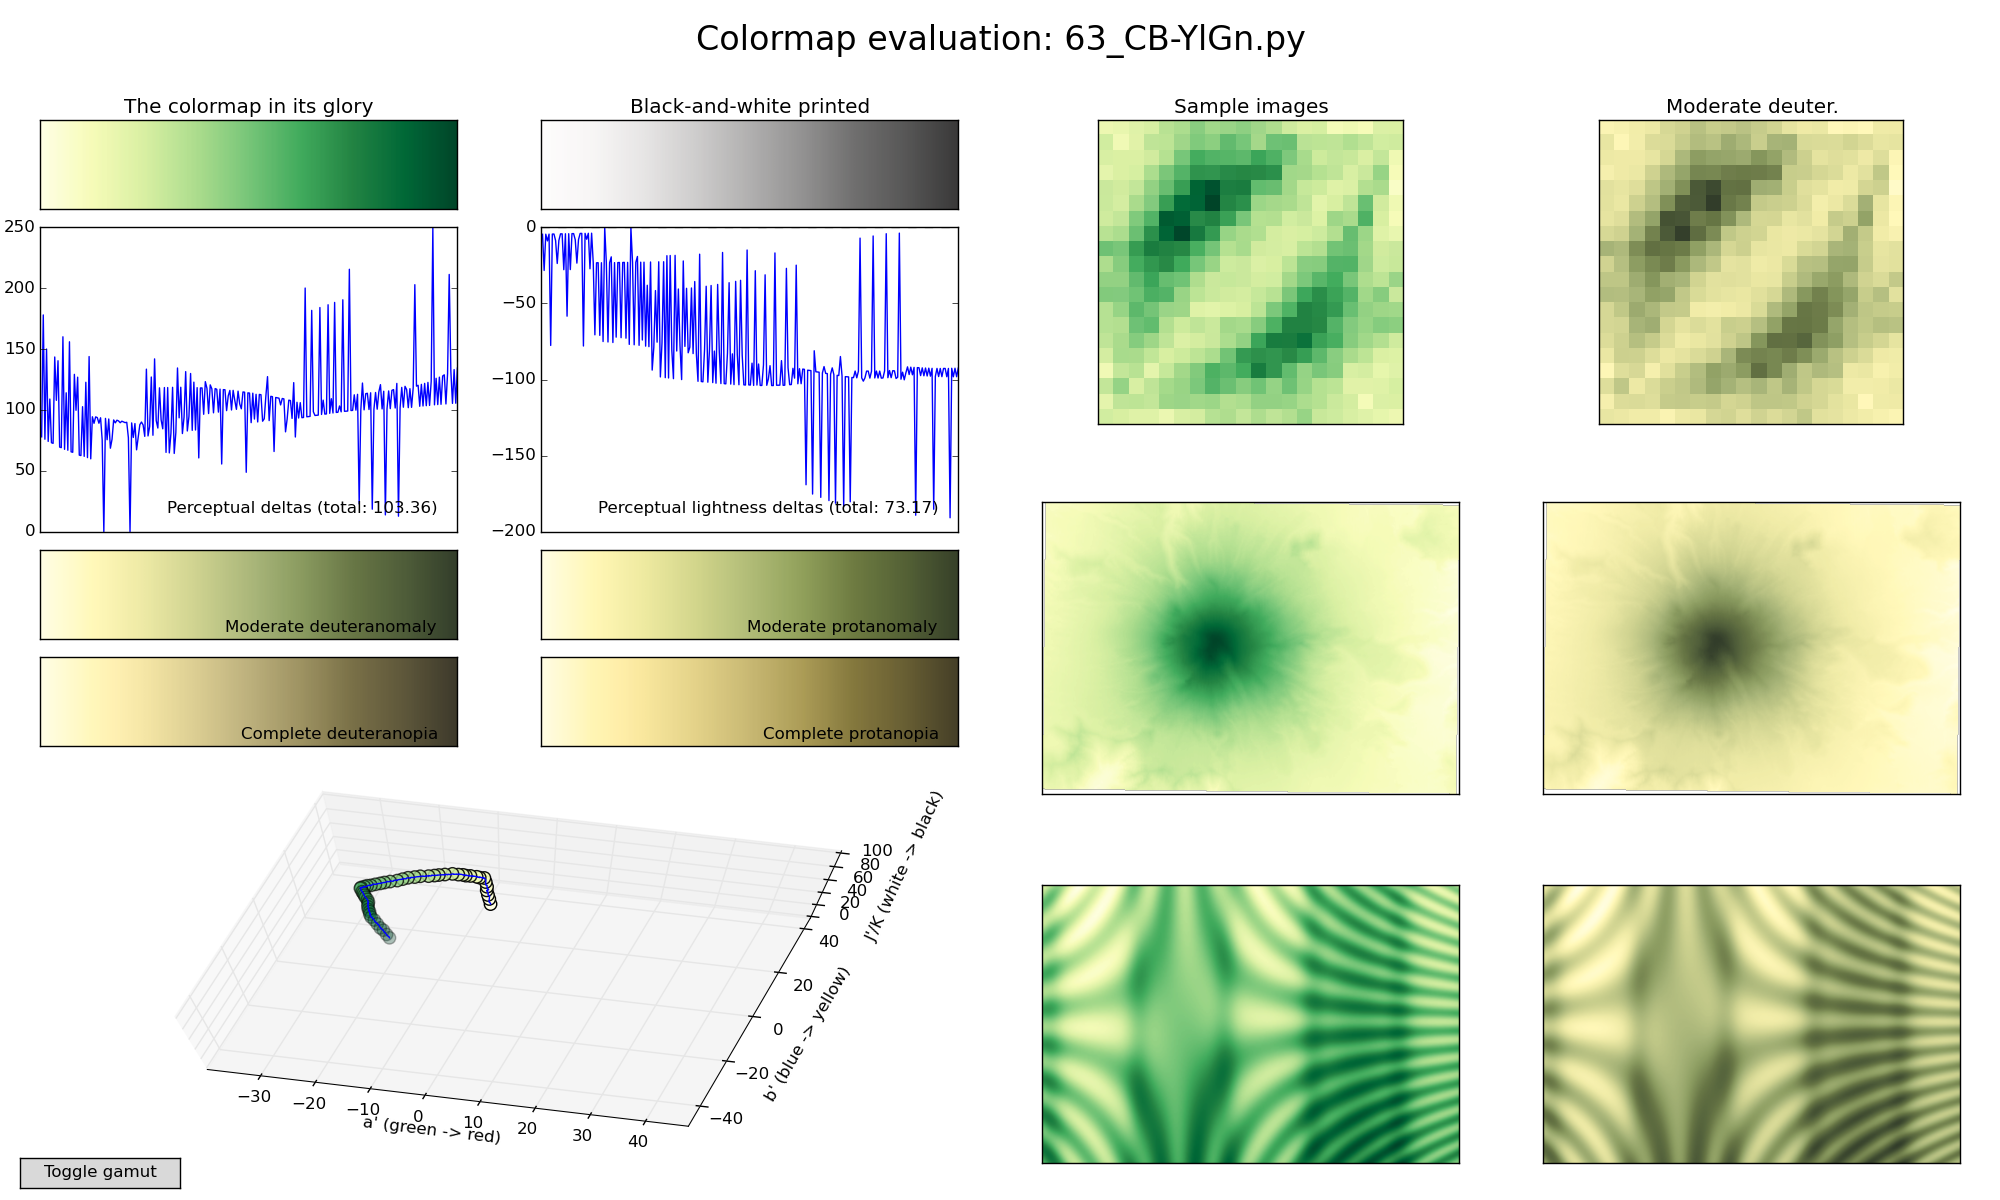 Colormap evaluation: 63_CB-YlGn.py
The colormap in its glory
Black-and-white printed
Sample images
Moderate deuter.
250
200
150
100
50
0
Perceptual deltas (total: 103.36)
0
−50
−100
−150
−200
Perceptual lightness deltas (total: 73.17)
Moderate deuteranomaly
Moderate protanomaly
Complete deuteranopia
Complete protanopia
100
80
60
40
20
0
J'/K (white -> black)
40
20
0
−20
−40
b' (blue -> yellow)
−30
−20
−10
0
10
20
30
40
a' (green -> red)
Toggle gamut